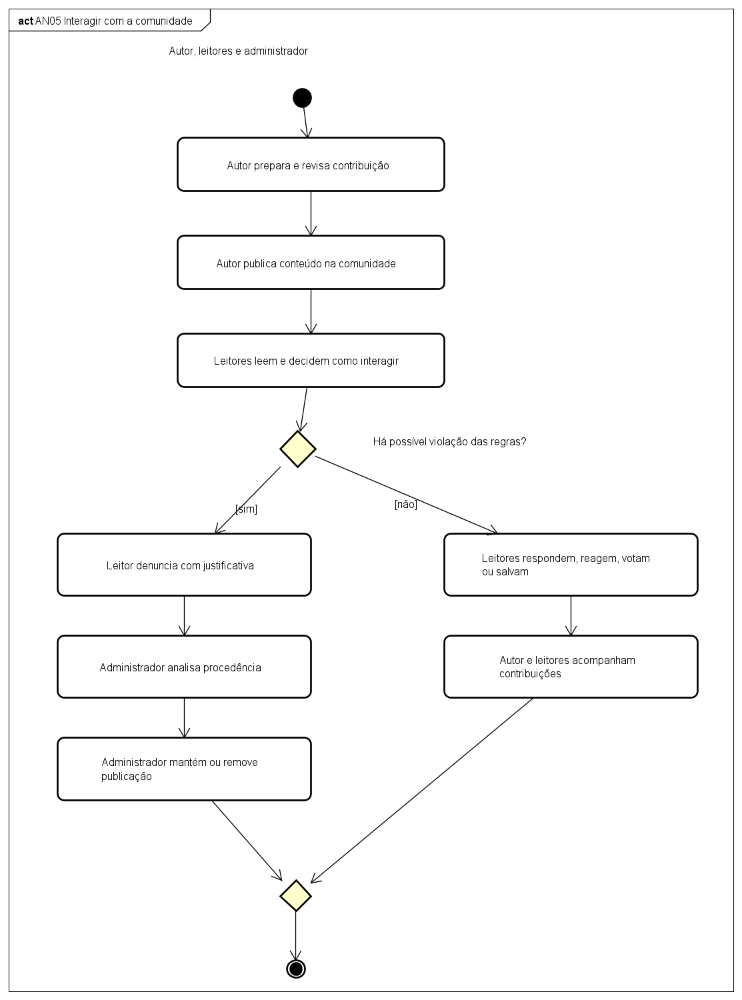 act AN05 Interagir com a comunidade
Autor, leitores e administrador
Autor prepara e revisa contribuição
Autor publica conteúdo na comunidade
Leitores leem e decidem como interagir
Há possível violação das regras?
[sim]
[não]
Leitor denuncia com justificativa
Leitores respondem, reagem, votam
ou salvam
Administrador analisa procedência
Autor e leitores acompanham
contribuições
Administrador mantém ou remove
publicação